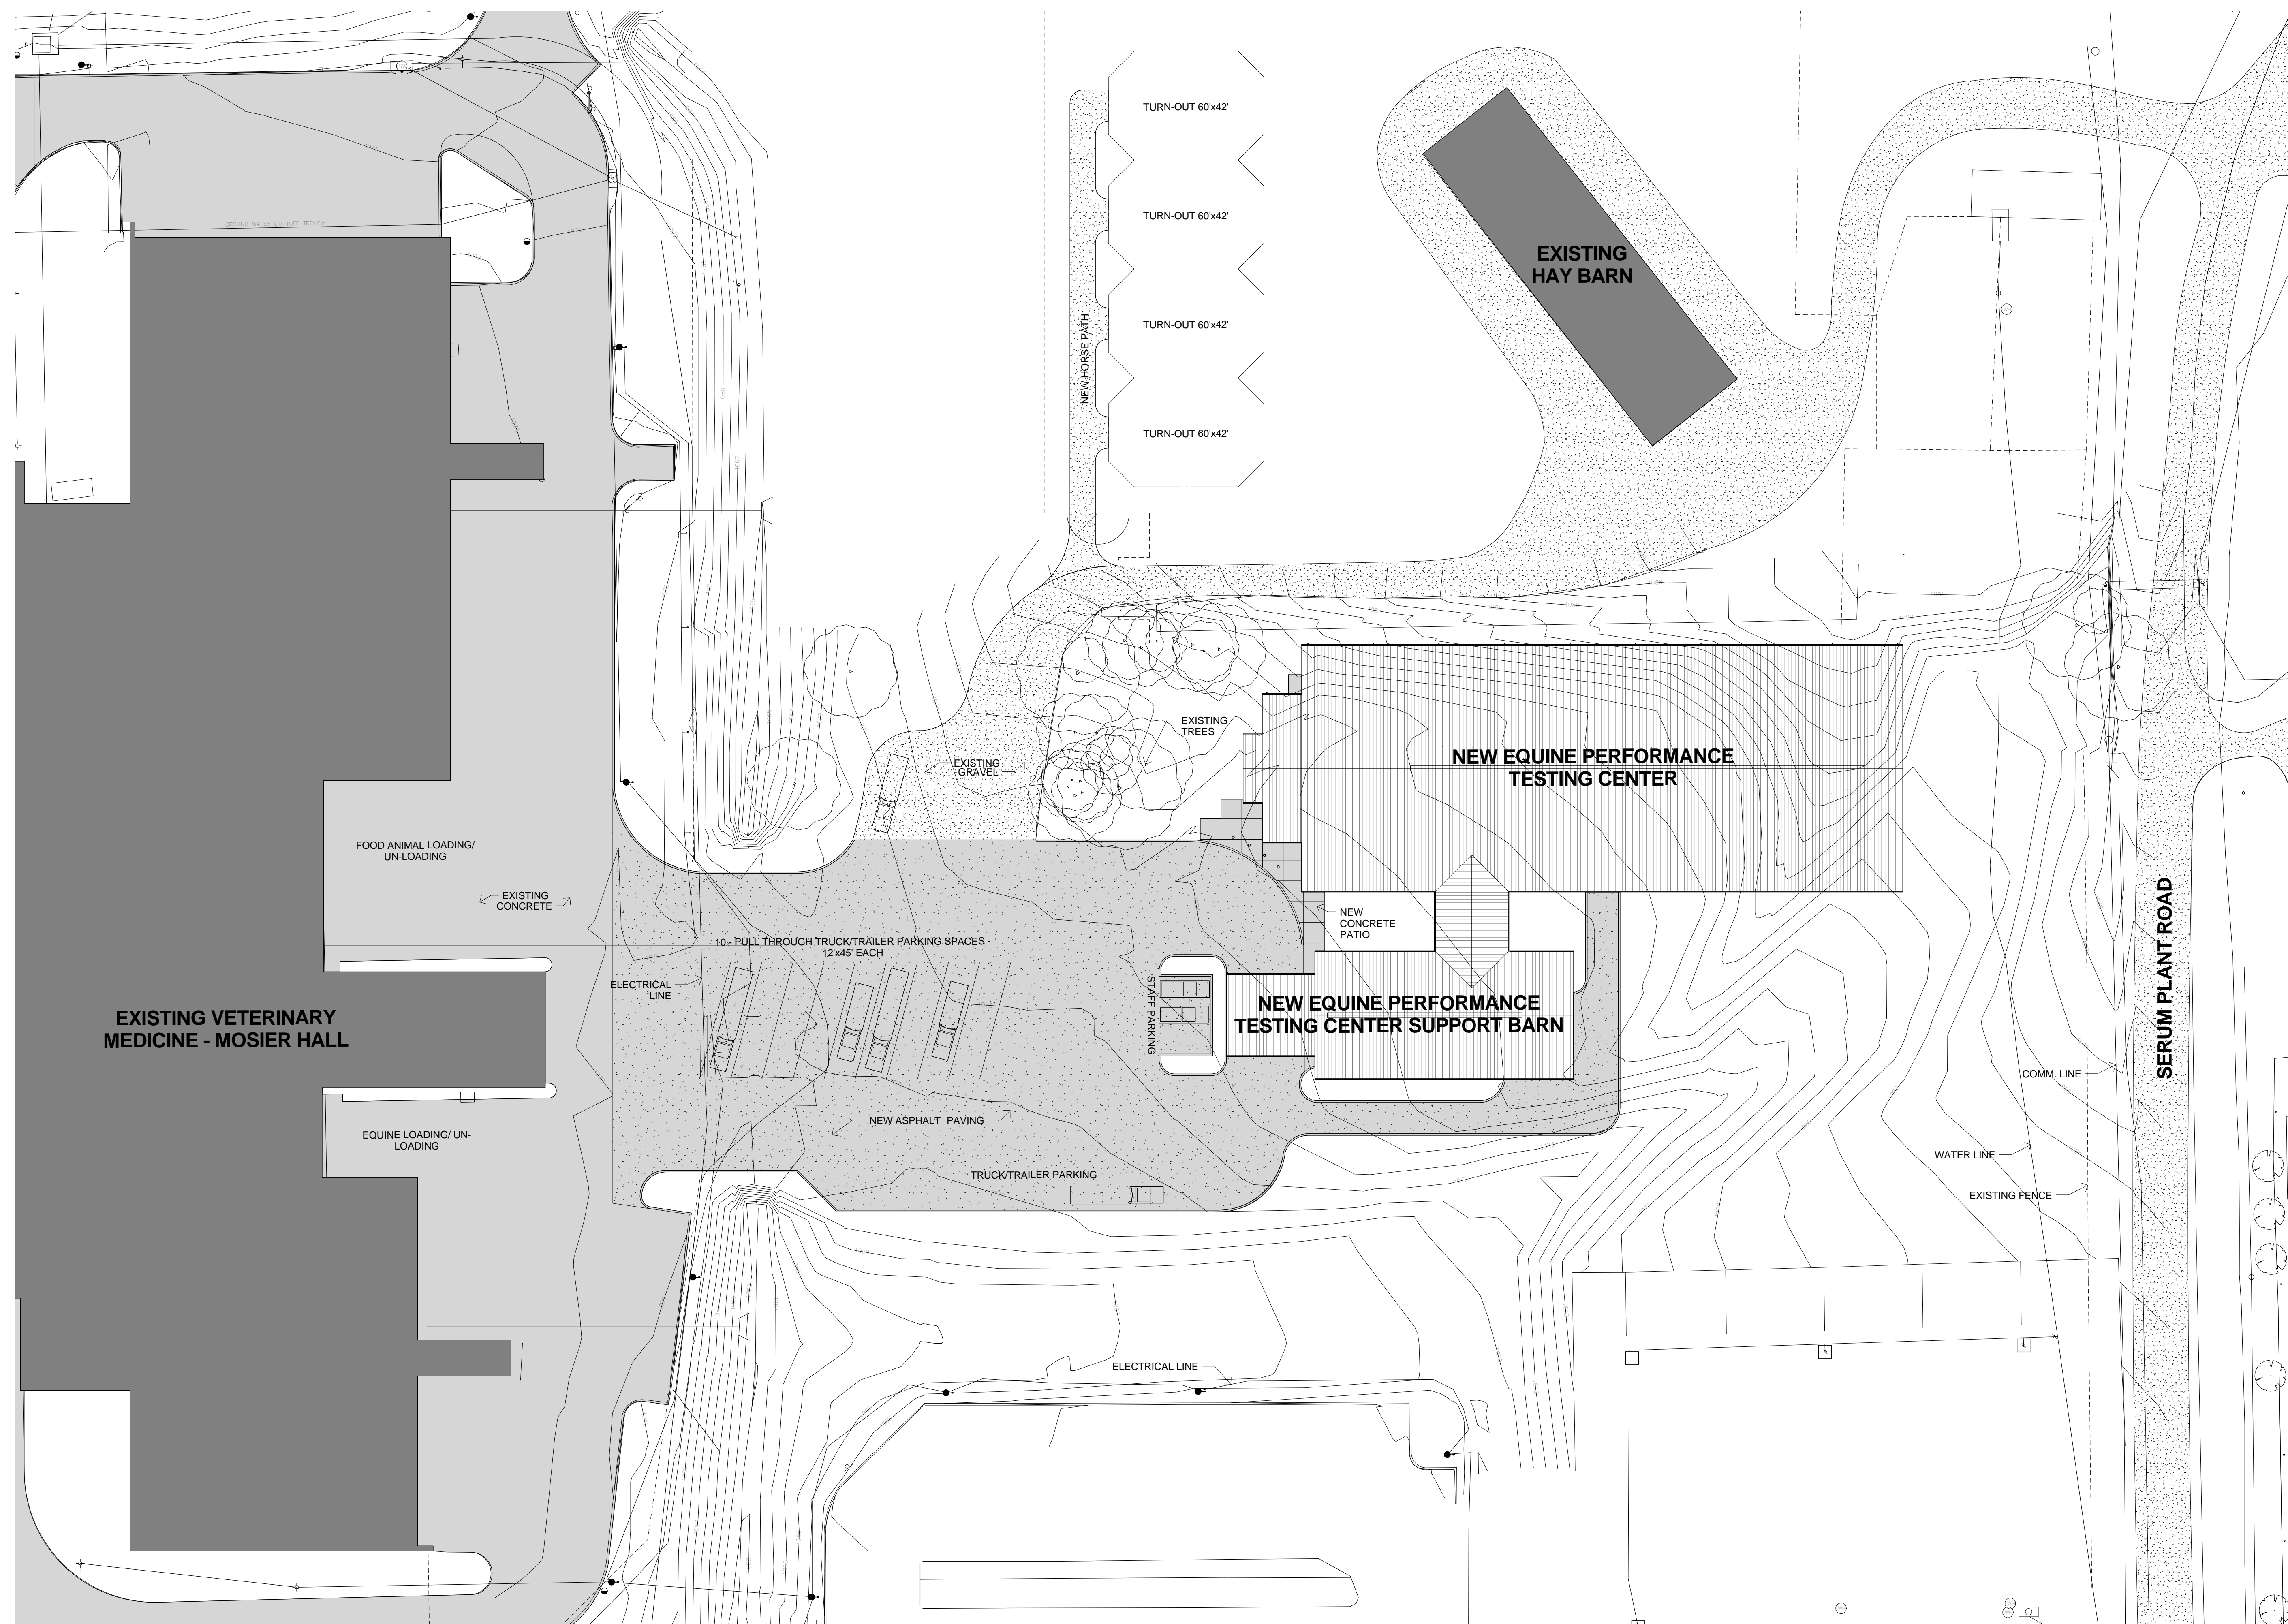 TURN-OUT 60'x42'
TURN-OUT 60'x42'
TURN-OUT 60'x42'
TURN-OUT 60'x42'
NEW HORSE PATH
EXISTING
HAY BARN
GROUND WATER CUTOFF TRENCH
EXISTING
TREES
EXISTING
GRAVEL
NEW EQUINE PERFORMANCE
TESTING CENTER
FOOD ANIMAL LOADING/
UN-LOADING
EXISTING
CONCRETE
NEW
CONCRETE
PATIO
10 - PULL THROUGH TRUCK/TRAILER PARKING SPACES -
12'x45' EACH
ELECTRICAL
LINE
STAFF PARKING
NEW EQUINE PERFORMANCE
TESTING CENTER SUPPORT BARN
EXISTING VETERINARY
MEDICINE - MOSIER HALL
SERUM PLANT ROAD
COMM. LINE
NEW ASPHALT PAVING
EQUINE LOADING/ UN-
LOADING
WATER LINE
TRUCK/TRAILER PARKING
EXISTING FENCE
ELECTRICAL LINE